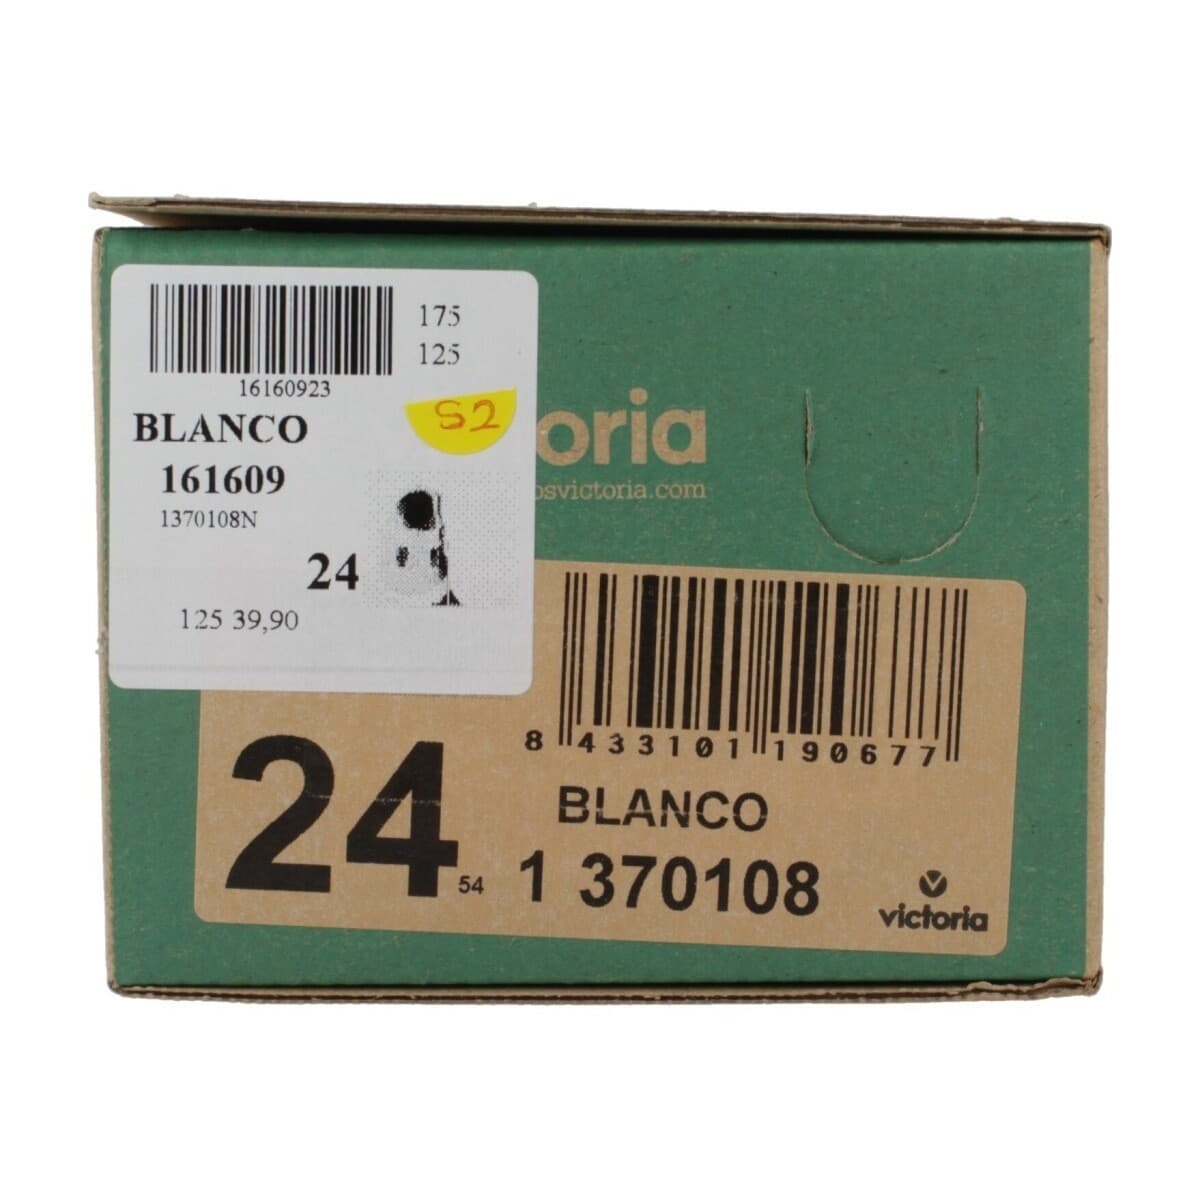 175
125
16160923
BLANCO
161609
1370108N
24
125 39,90
S2
oria
osvictoria.com
8 433101 190677
BLANCO
24 54
1 370108
victoria